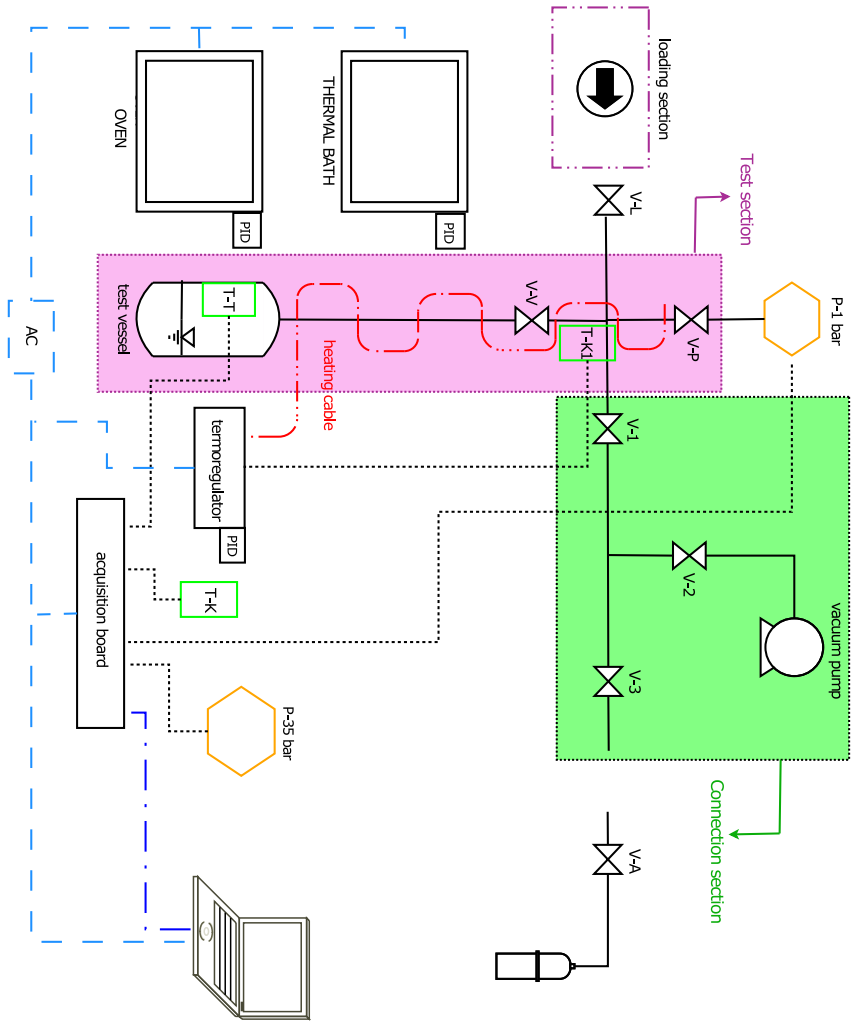 loading section
V-L
Test section
P-1 bar
V-P
V-V
T-K1
T-T
test vessel
heating cable
THERMAL BATH
PID
OVEN
PID
AC
termoregulator
PID
V-1
V-2
vacuum pump
V-3
Connection section
acquisition board
T-K
P-35 bar
V-A